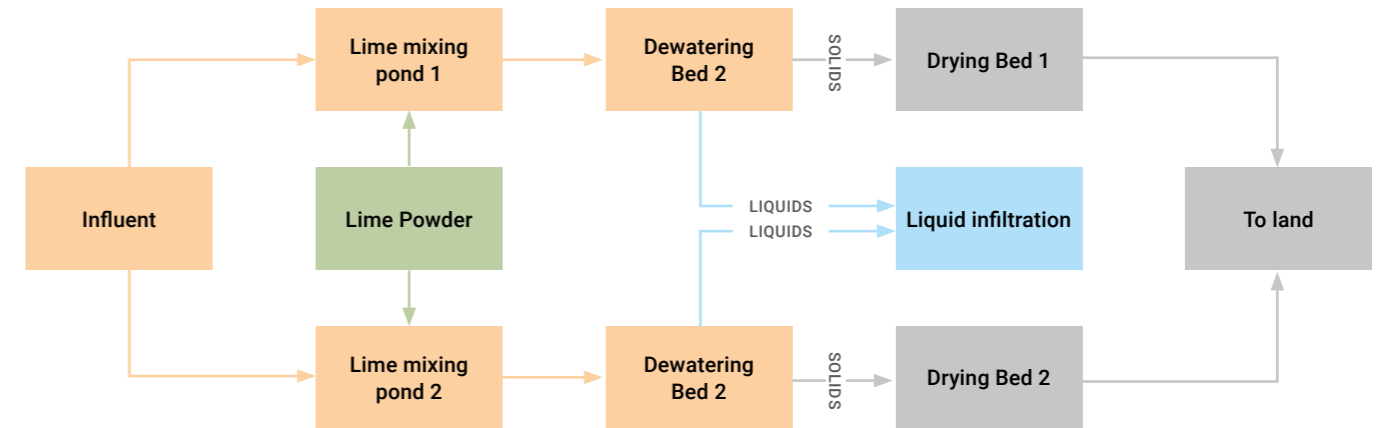 Lime mixing
pond 1
Dewatering
Bed 2
SOLIDS
Drying Bed 1
Influent
Lime Powder
LIQUIDS
LIQUIDS
Liquid infiltration
To land
Lime mixing
pond 2
Dewatering
Bed 2
SOLIDS
Drying Bed 2